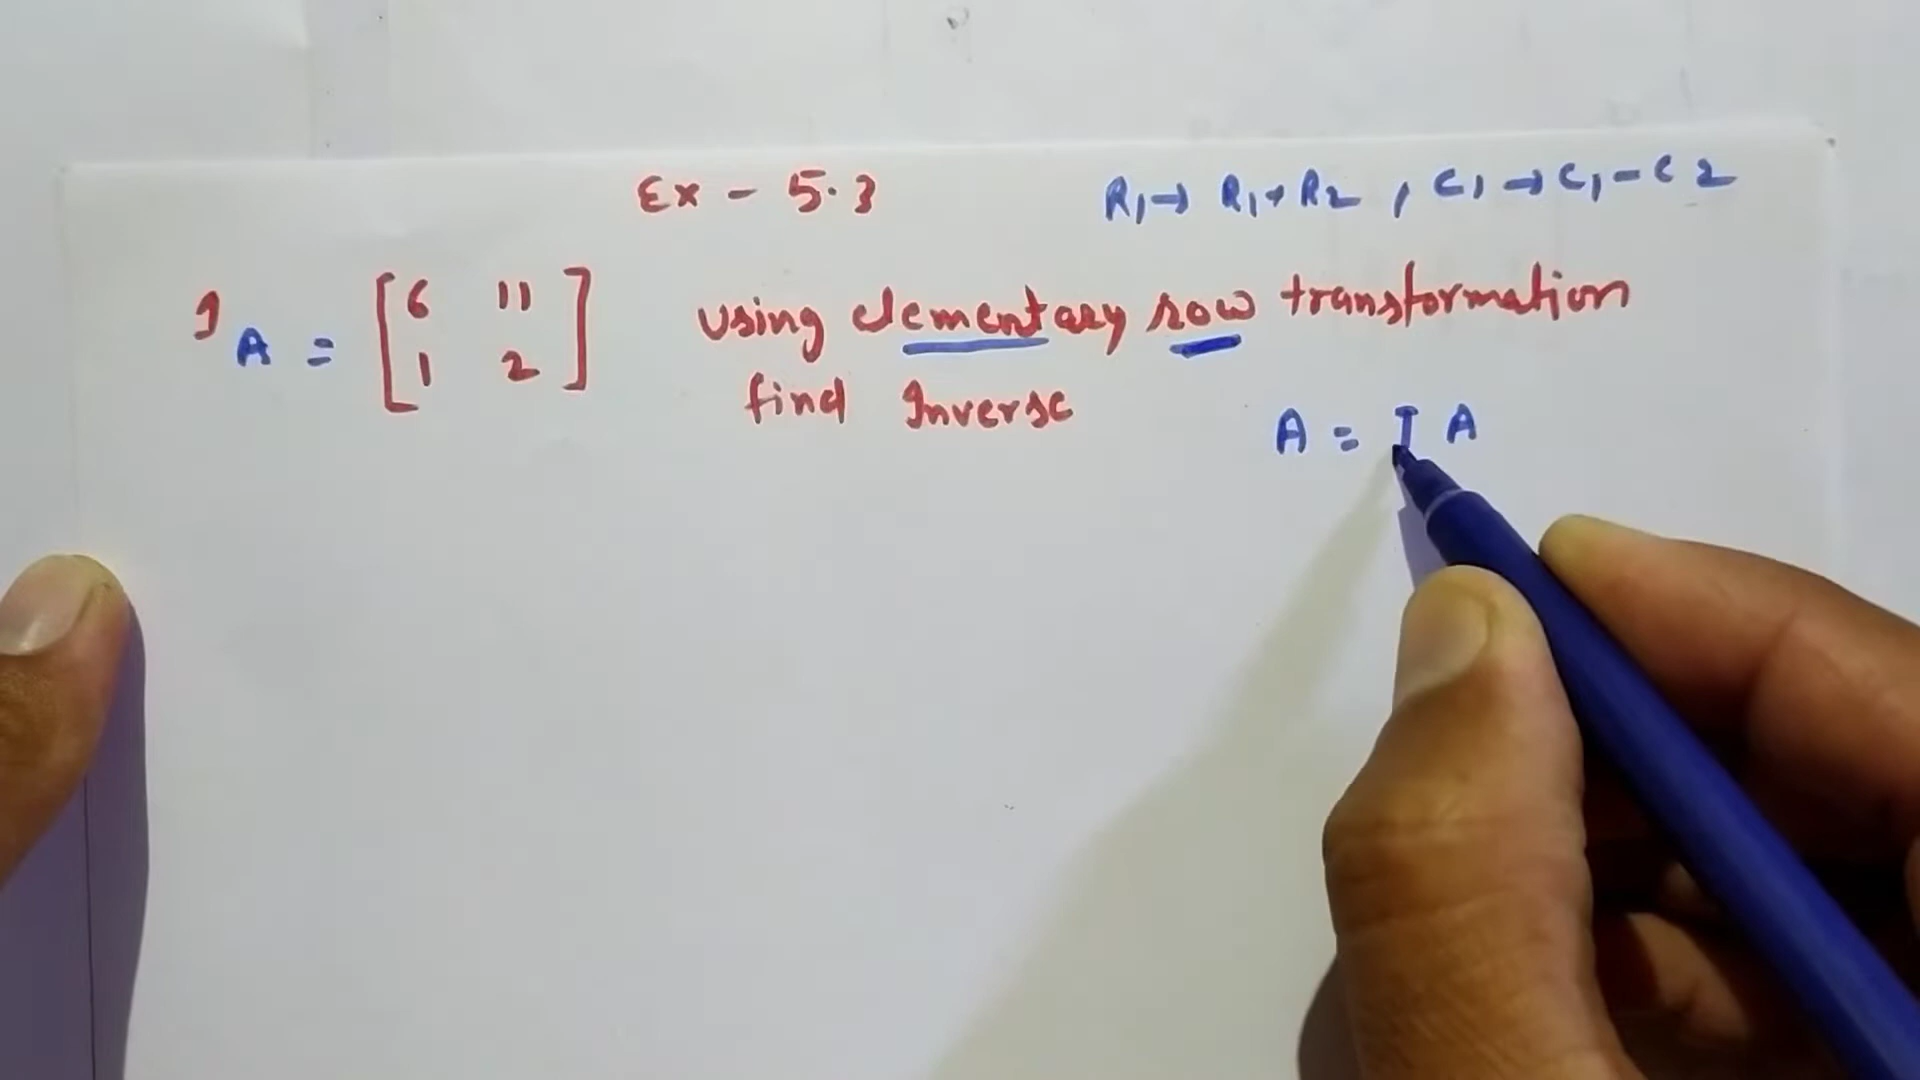 Ex - 5.3
R1→ R1+R2 , C1→C1-C2
1 A = [6 11
1 2]
using elementary row transformation
find Inverse
A = I A